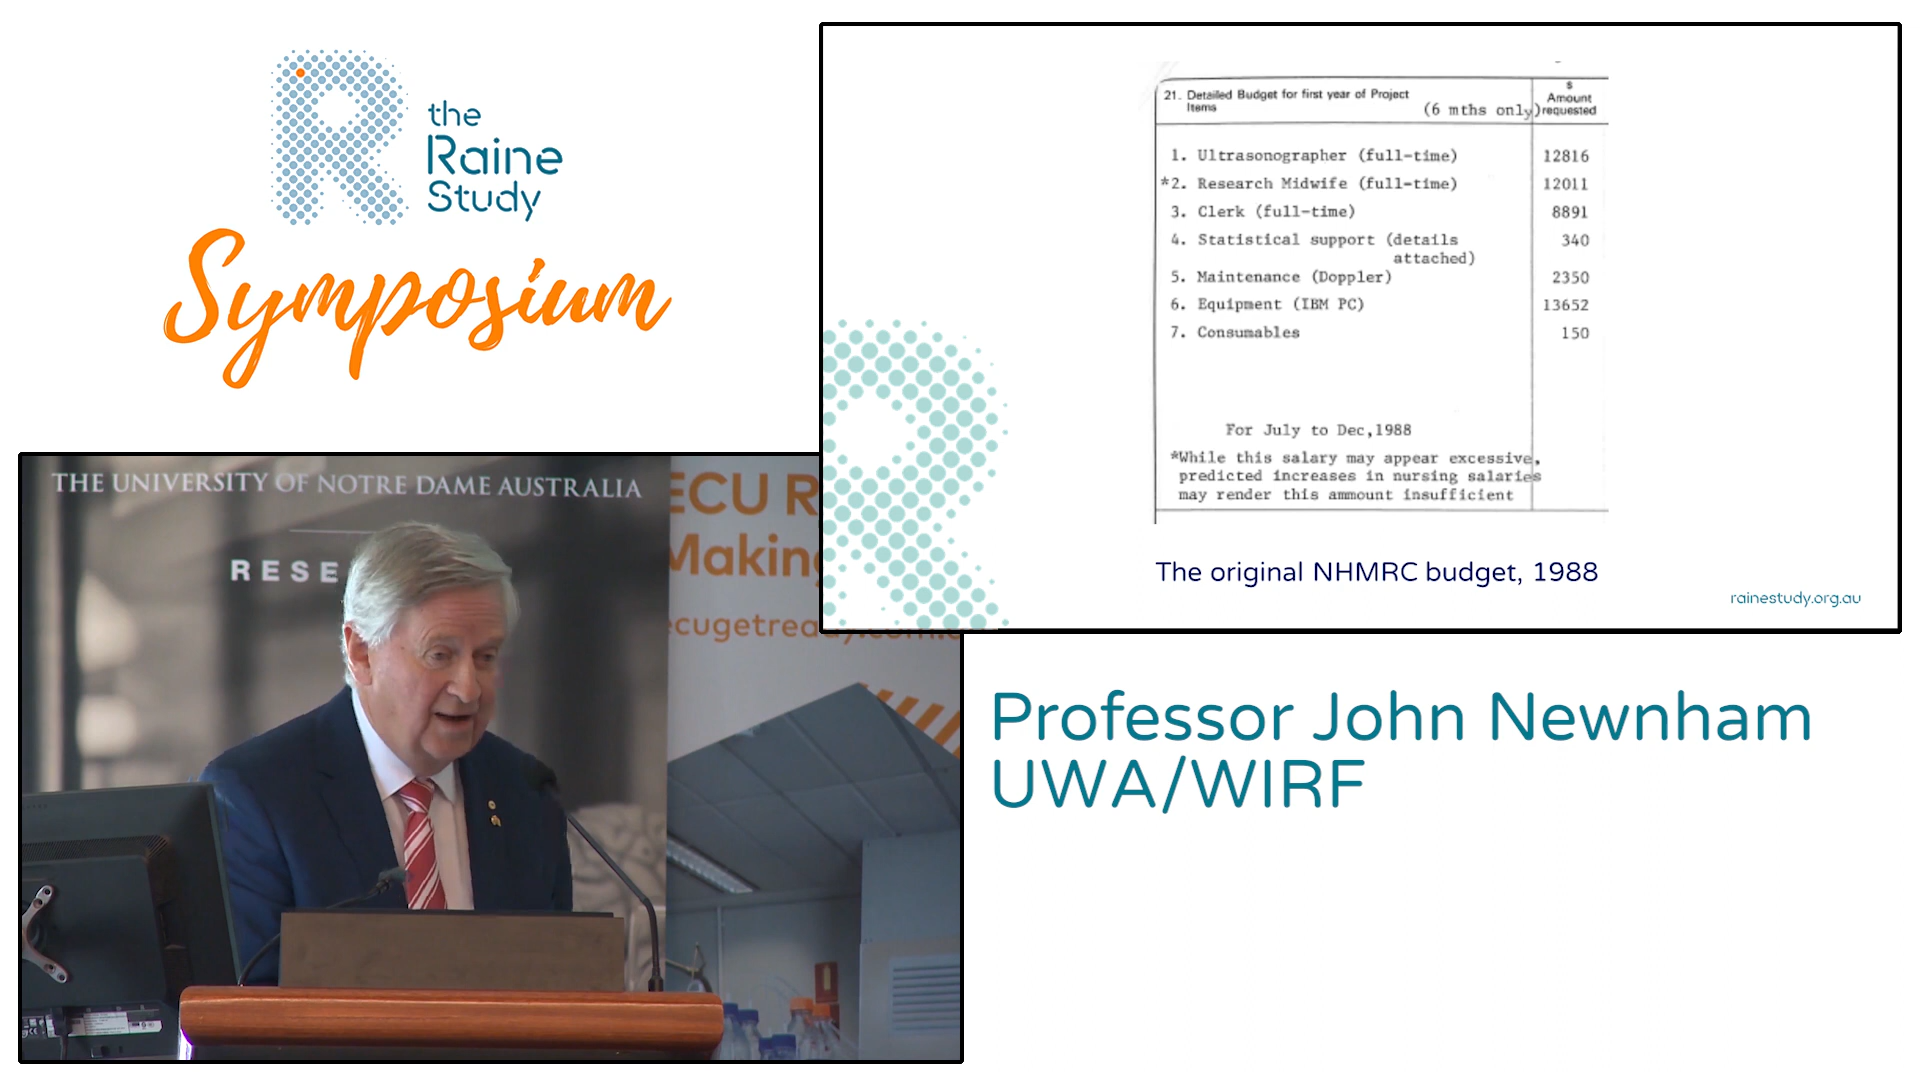 the
Raine
Study
Symposium
21. Detailed Budget for first year of Project
Items
(6 mths only)
$
Amount
requested
1. Ultrasonographer (full-time) 12816
*2. Research Midwife (full-time) 12011
3. Clerk (full-time) 8891
4. Statistical support (details 340
attached)
5. Maintenance (Doppler) 2350
6. Equipment (IBM PC) 13652
7. Consumables 150
For July to Dec,1988
*While this salary may appear excessive,
predicted increases in nursing salaries
may render this ammount insufficient
The original NHMRC budget, 1988
rainestudy.org.au
THE UNIVERSITY OF NOTRE DAME AUSTRALIA
RESE
ECU R
Making
ecugetready.com.
Professor John Newnham
UWA/WIRF